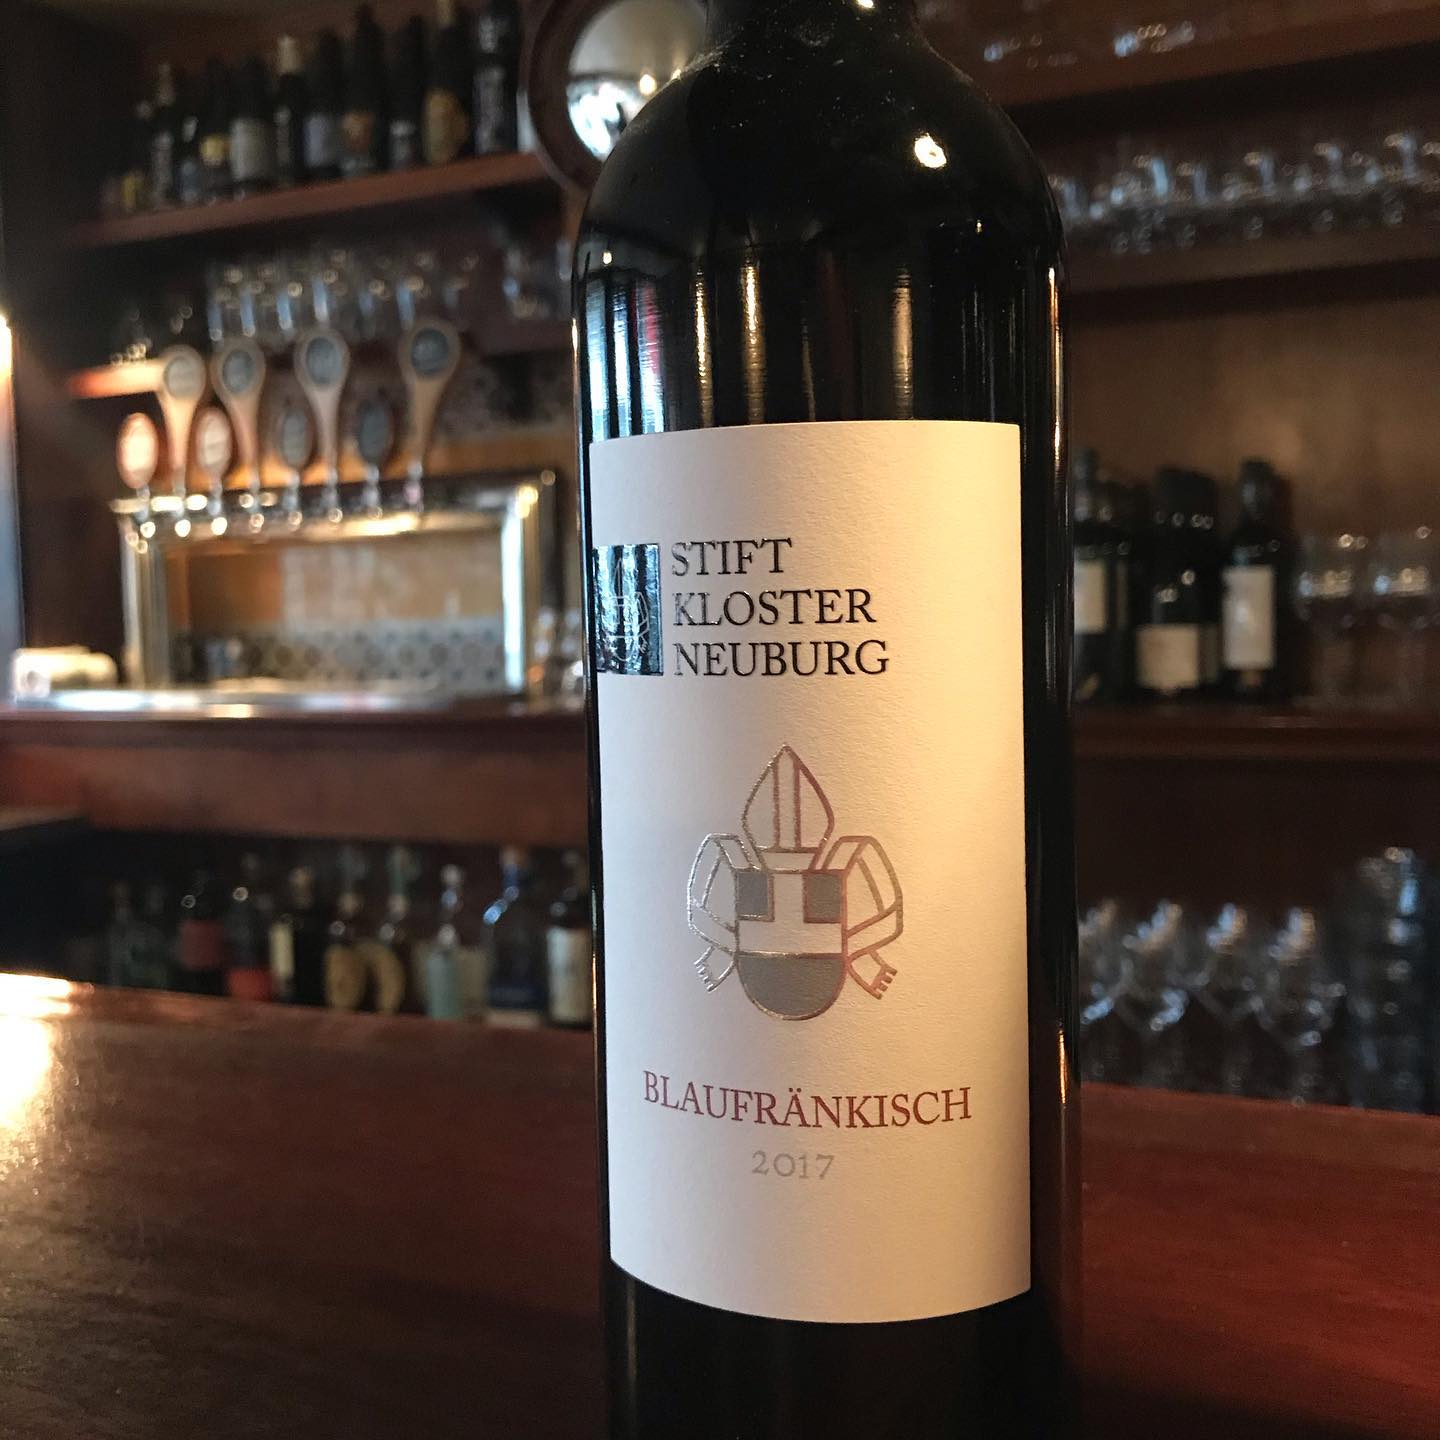 STIFT
KLOSTER
NEUBURG
BLAUFRÄNKISCH
2017